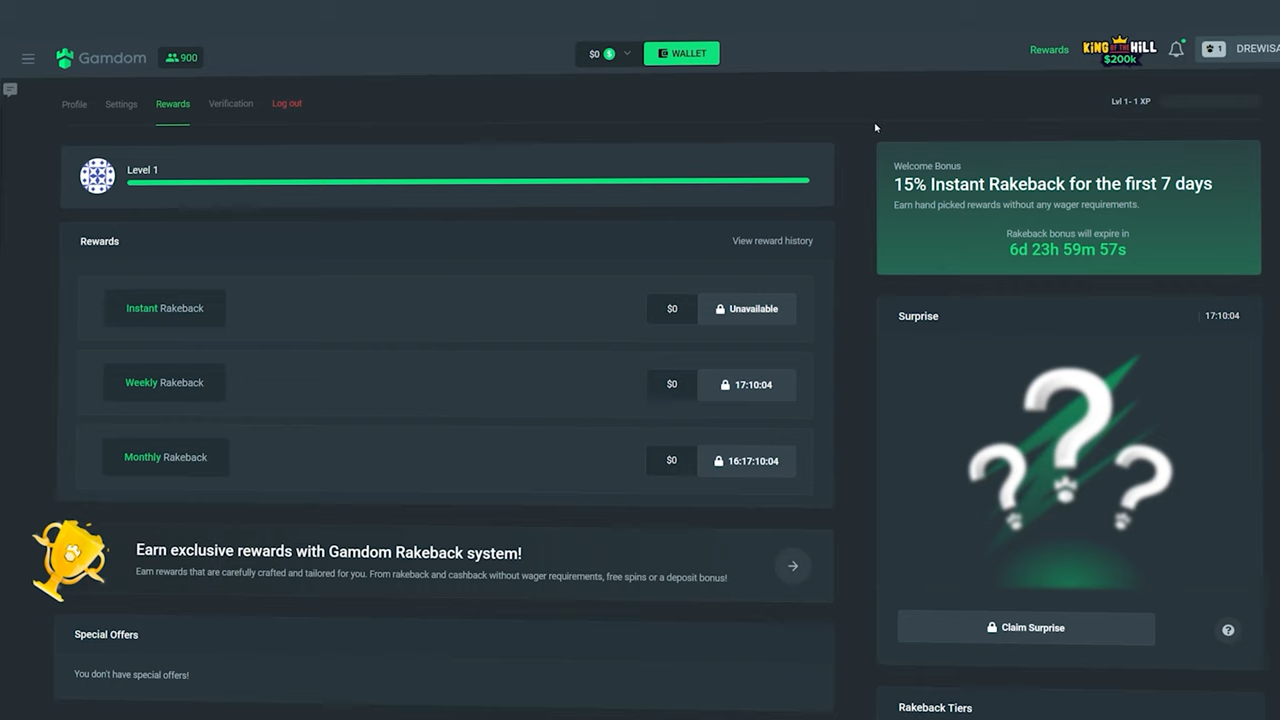 Gamdom
900
$0
WALLET
Rewards
KING OF THE HILL
$200k
1
Profile
Settings
Rewards
Verification
Log out
Lvl 1- 1 XP
Level 1
Welcome Bonus
15% Instant Rakeback for the first 7 days
Earn hand picked rewards without any wager requirements.
Rakeback bonus will expire in
6d 23h 59m 57s
Rewards
View reward history
Instant Rakeback
$0
Unavailable
Weekly Rakeback
$0
17:10:04
Monthly Rakeback
$0
16:17:10:04
Surprise
17:10:04
Claim Surprise
?
Earn exclusive rewards with Gamdom Rakeback system!
Earn rewards that are carefully crafted and tailored for you. From rakeback and cashback without wager requirements, free spins or a deposit bonus!
Special Offers
You don't have special offers!
Rakeback Tiers